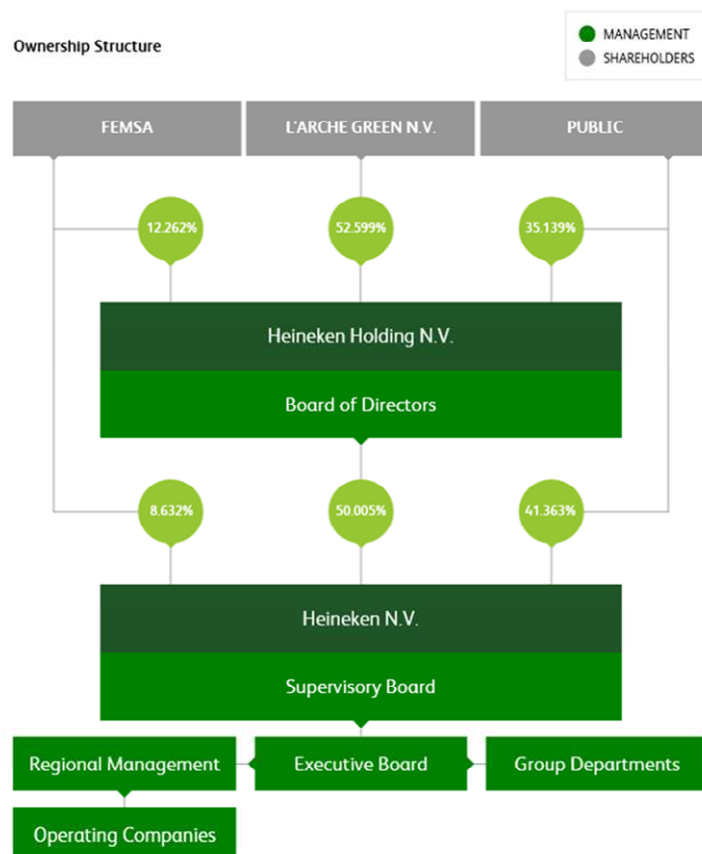 Ownership Structure
MANAGEMENT
SHAREHOLDERS
FEMSA
L'ARCHE GREEN N.V.
PUBLIC
12.262%
52.599%
35.139%
Heineken Holding N.V.
Board of Directors
8.632%
50.005%
41.363%
Heineken N.V.
Supervisory Board
Regional Management
Executive Board
Group Departments
Operating Companies